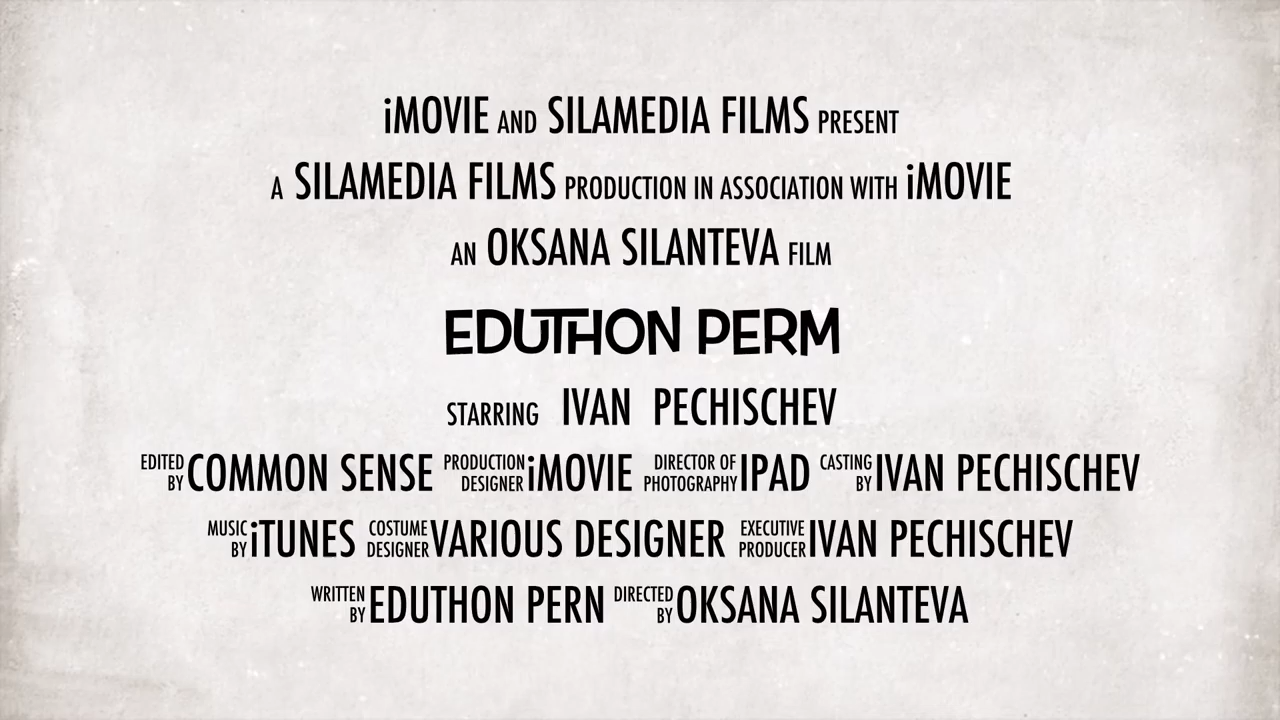 iMOVIE AND SILAMEDIA FILMS PRESENT
A SILAMEDIA FILMS PRODUCTION IN ASSOCIATION WITH iMOVIE
AN OKSANA SILANTEVA FILM
EDUTHON PERM
STARRING IVAN PECHISCHEV
EDITED BY COMMON SENSE PRODUCTION DESIGNER iMOVIE DIRECTOR OF PHOTOGRAPHY IPAD CASTING BY IVAN PECHISCHEV
MUSIC BY iTUNES COSTUME DESIGNER VARIOUS DESIGNER EXECUTIVE PRODUCER IVAN PECHISCHEV
WRITTEN BY EDUTHON PERN DIRECTED BY OKSANA SILANTEVA